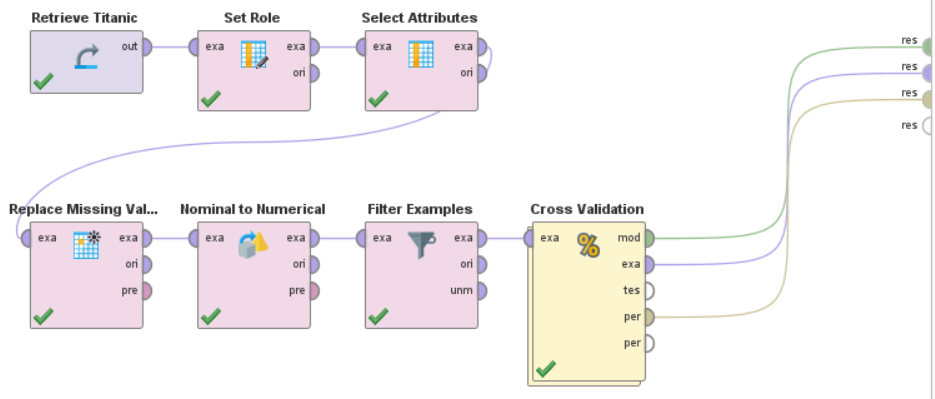 Retrieve Titanic
out
Set Role
exa exa
ori
Select Attributes
exa exa
ori
res
res
res
res
Replace Missing Val...
exa exa
ori
pre
Nominal to Numerical
exa exa
ori
pre
Filter Examples
exa exa
ori
unm
Cross Validation
exa mod
exa
tes
per
per